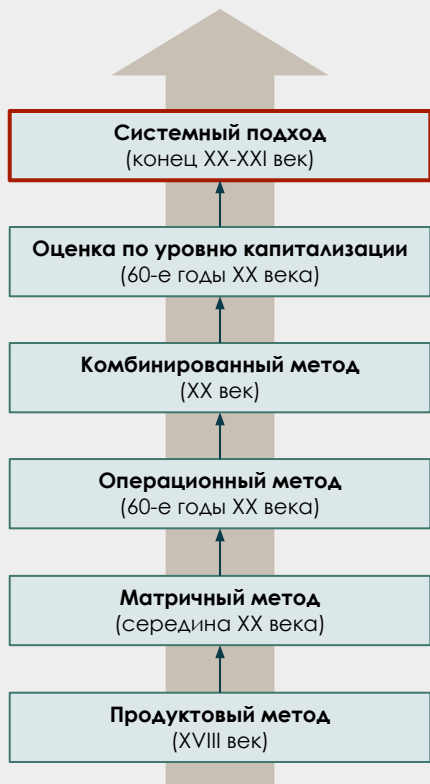 Системный подход
(конец XX-XXI век)
Оценка по уровню капитализации
(60-е годы XX века)
Комбинированный метод
(XX век)
Операционный метод
(60-е годы XX века)
Матричный метод
(середина XX века)
Продуктовый метод
(XVIII век)